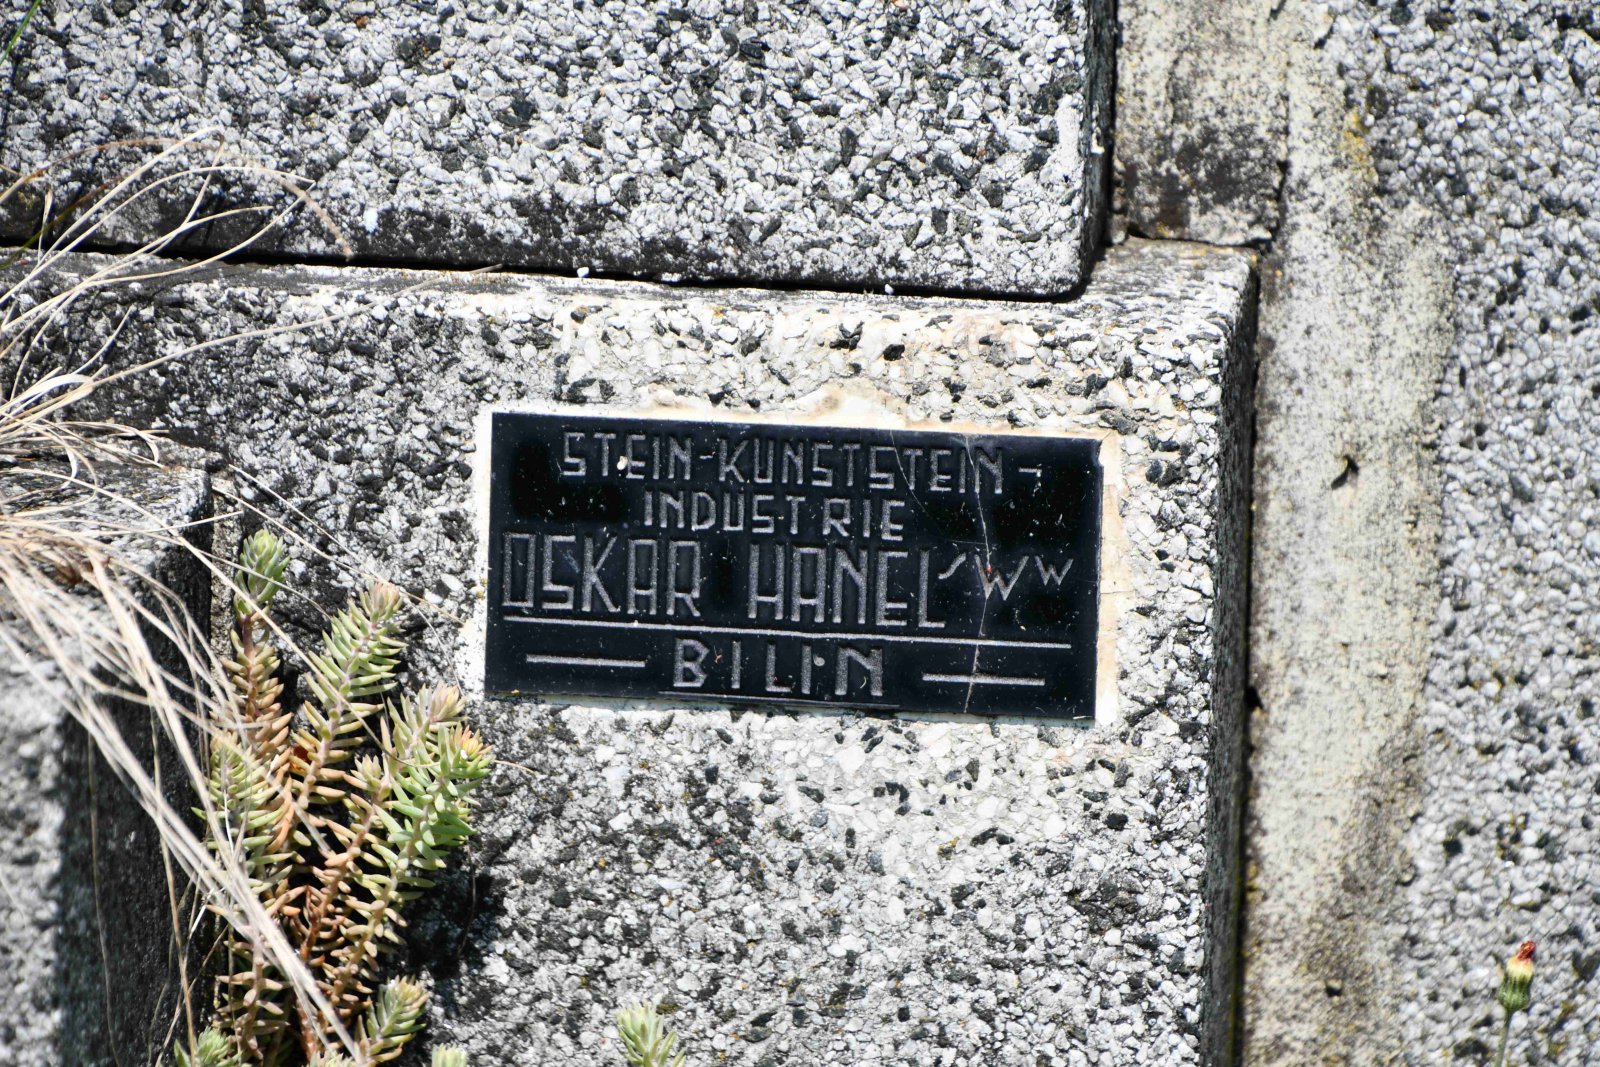 STEIN-KUNSTSTEIN-
INDUSTRIE
OSKAR HANEL'S WW
BILIN